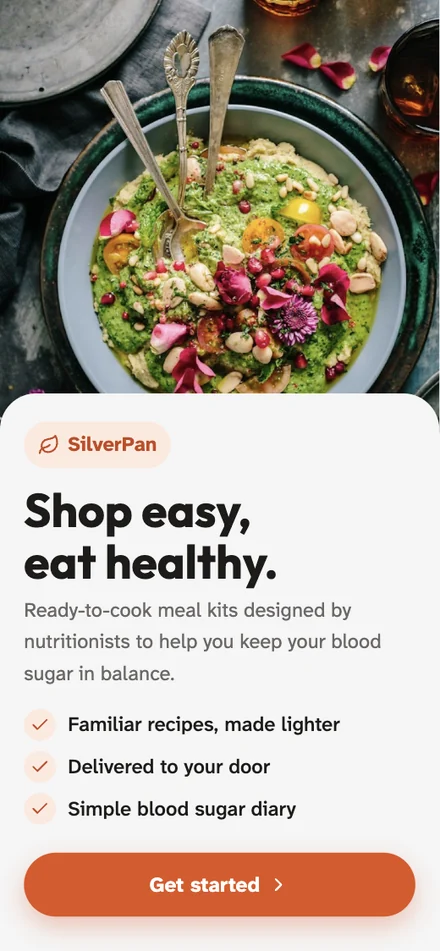 SilverPan
Shop easy,
eat healthy.
Ready-to-cook meal kits designed by
nutritionists to help you keep your blood
sugar in balance.
Familiar recipes, made lighter
Delivered to your door
Simple blood sugar diary
Get started